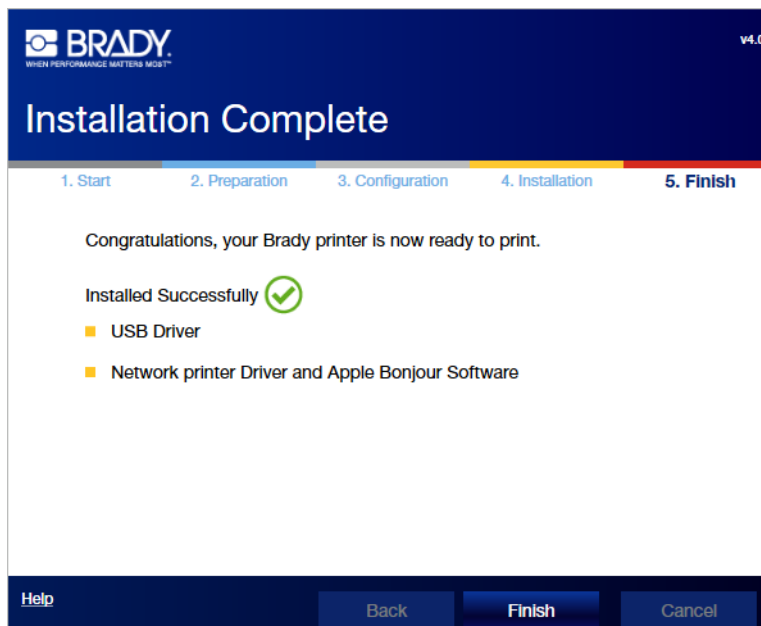 BRADY.
WHEN PERFORMANCE MATTERS MOST™
v4.0
Installation Complete
1. Start 2. Preparation 3. Configuration 4. Installation 5. Finish
Congratulations, your Brady printer is now ready to print.
Installed Successfully
USB Driver
Network printer Driver and Apple Bonjour Software
Help Back Finish Cancel